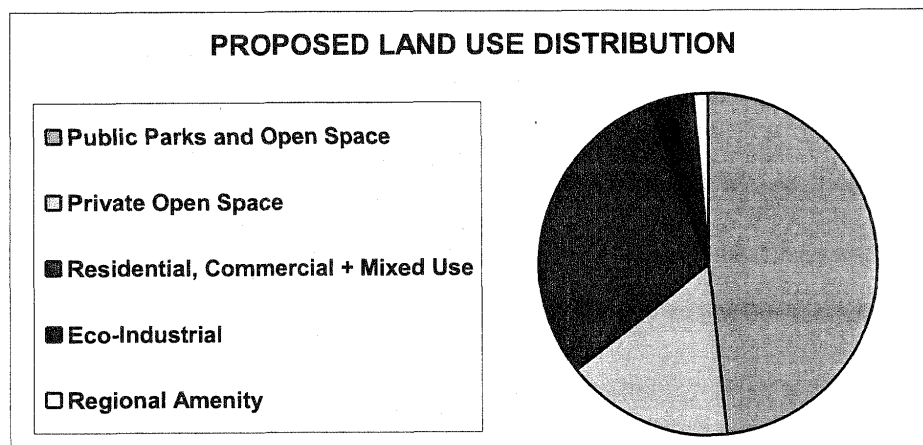 PROPOSED LAND USE DISTRIBUTION
Public Parks and Open Space
Private Open Space
Residential, Commercial + Mixed Use
Eco-Industrial
Regional Amenity